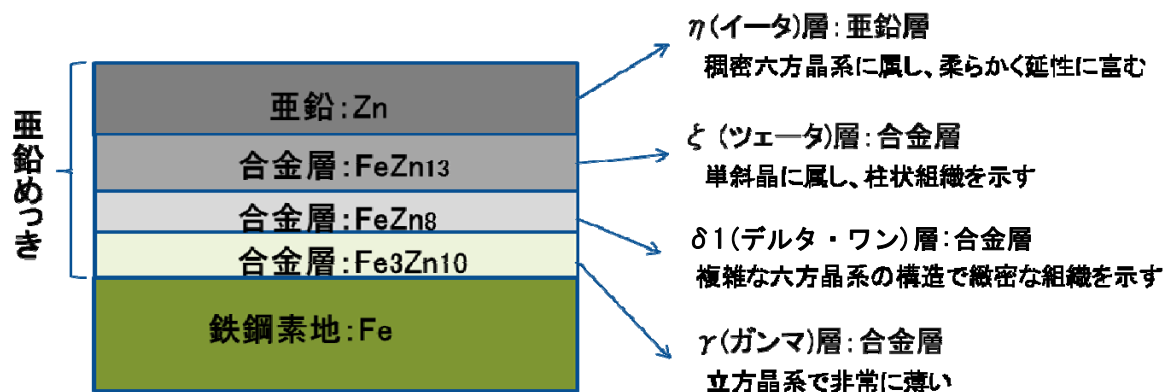 亜鉛めっき
亜鉛:Zn
合金層:FeZn13
合金層:FeZn8
合金層:Fe3Zn10
鉄鋼素地:Fe
η(イータ)層:亜鉛層
稠密六方晶系に属し、柔らかく延性に富む
ζ (ツェータ)層:合金層
単斜晶に属し、柱状組織を示す
δ1(デルタ・ワン)層:合金層
複雑な六方晶系の構造で緻密な組織を示す
γ(ガンマ)層:合金層
立方晶系で非常に薄い